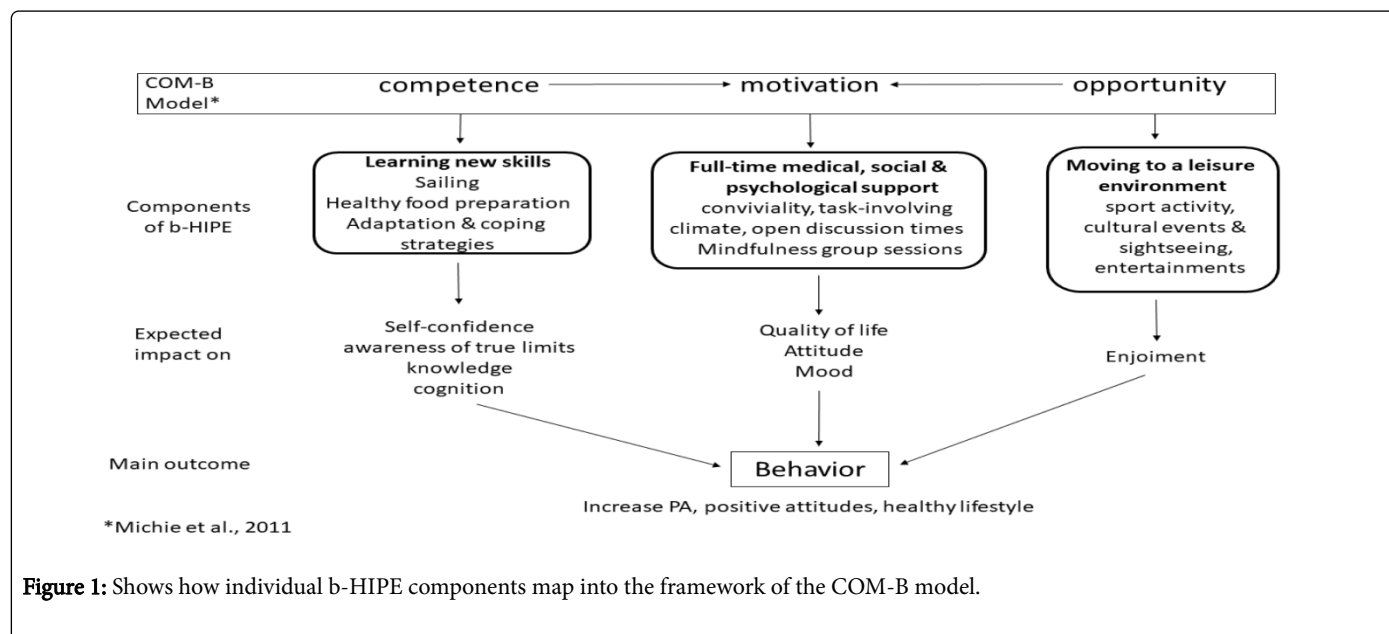 COM-B
Model*
competence
motivation
opportunity
Components
of b-HIPE
Learning new skills
Sailing
Healthy food preparation
Adaptation & coping
strategies
Full-time medical, social &
psychological support
conviviality, task-involving
climate, open discussion times
Mindfulness group sessions
Moving to a leisure
environment
sport activity,
cultural events &
sightseeing,
entertainments
Expected
impact on
Self-confidence
awareness of true limits
knowledge
cognition
Quality of life
Attitude
Mood
Enjoiment
Main outcome
Behavior
Increase PA, positive attitudes, healthy lifestyle
*Michie et al., 2011
Figure 1: Shows how individual b-HIPE components map into the framework of the COM-B model.